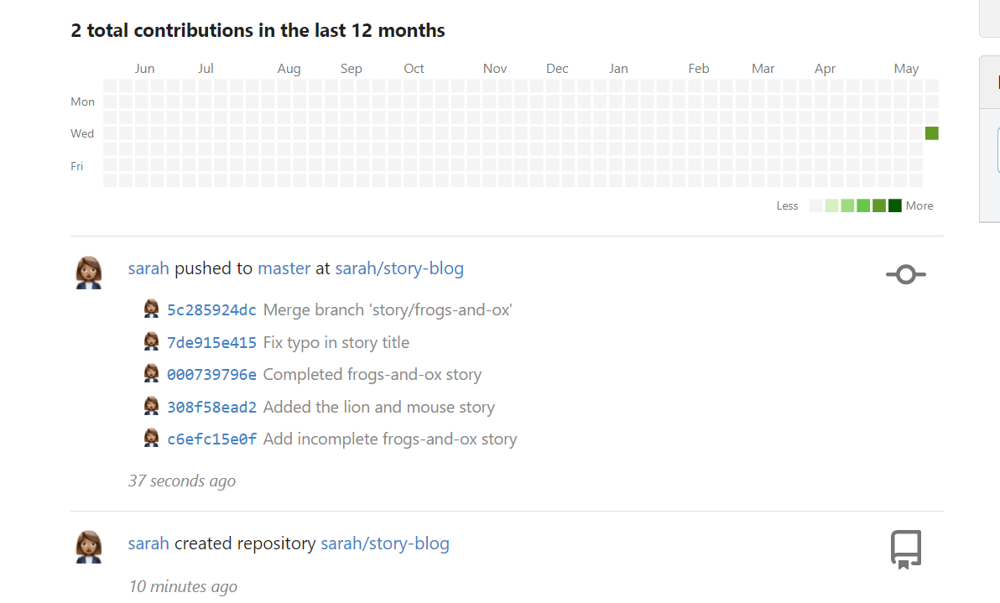 2 total contributions in the last 12 months
Jun Jul Aug Sep Oct Nov Dec Jan Feb Mar Apr May
Mon
Wed
Fri
Less More
sarah pushed to master at sarah/story-blog
5c285924dc Merge branch 'story/frogs-and-ox'
7de915e415 Fix typo in story title
000739796e Completed frogs-and-ox story
308f58ead2 Added the lion and mouse story
c6efc15e0f Add incomplete frogs-and-ox story
37 seconds ago
sarah created repository sarah/story-blog
10 minutes ago